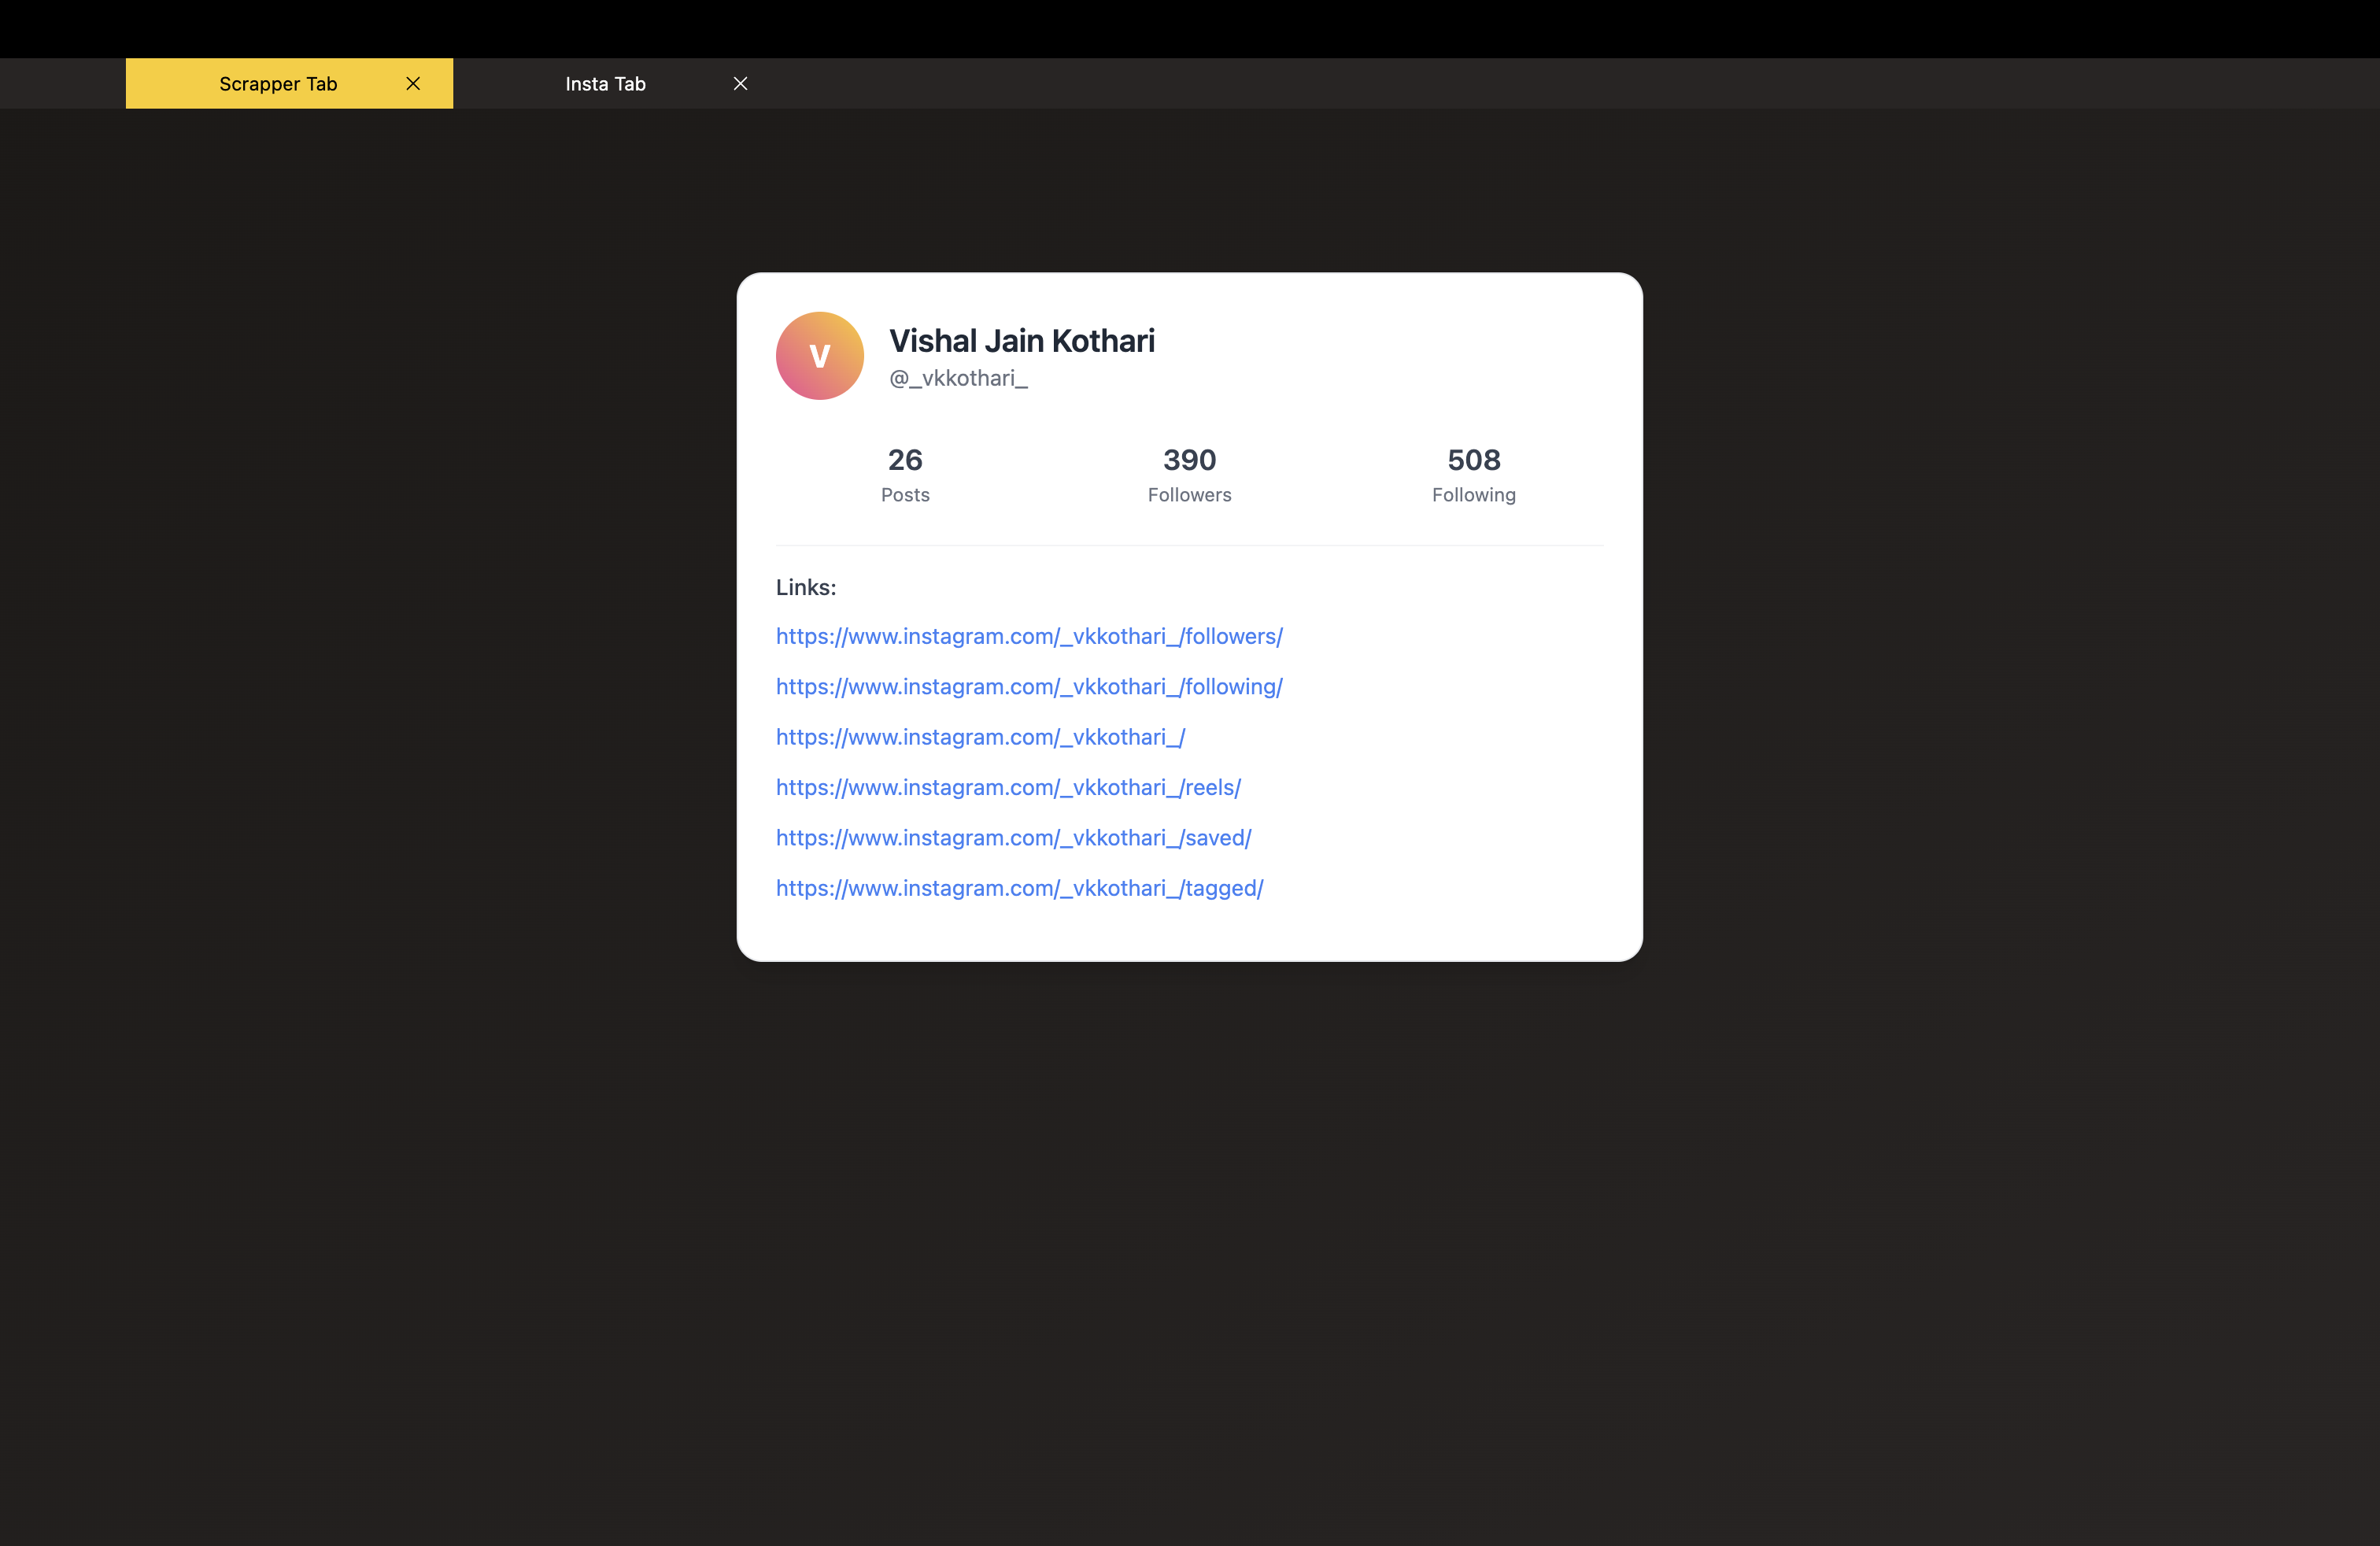 Scrapper Tab
Insta Tab
V
Vishal Jain Kothari
@_vkkothari_
26 390 508
Posts Followers Following
Links:
https://www.instagram.com/_vkkothari_/followers/
https://www.instagram.com/_vkkothari_/following/
https://www.instagram.com/_vkkothari_/
https://www.instagram.com/_vkkothari_/reels/
https://www.instagram.com/_vkkothari_/saved/
https://www.instagram.com/_vkkothari_/tagged/